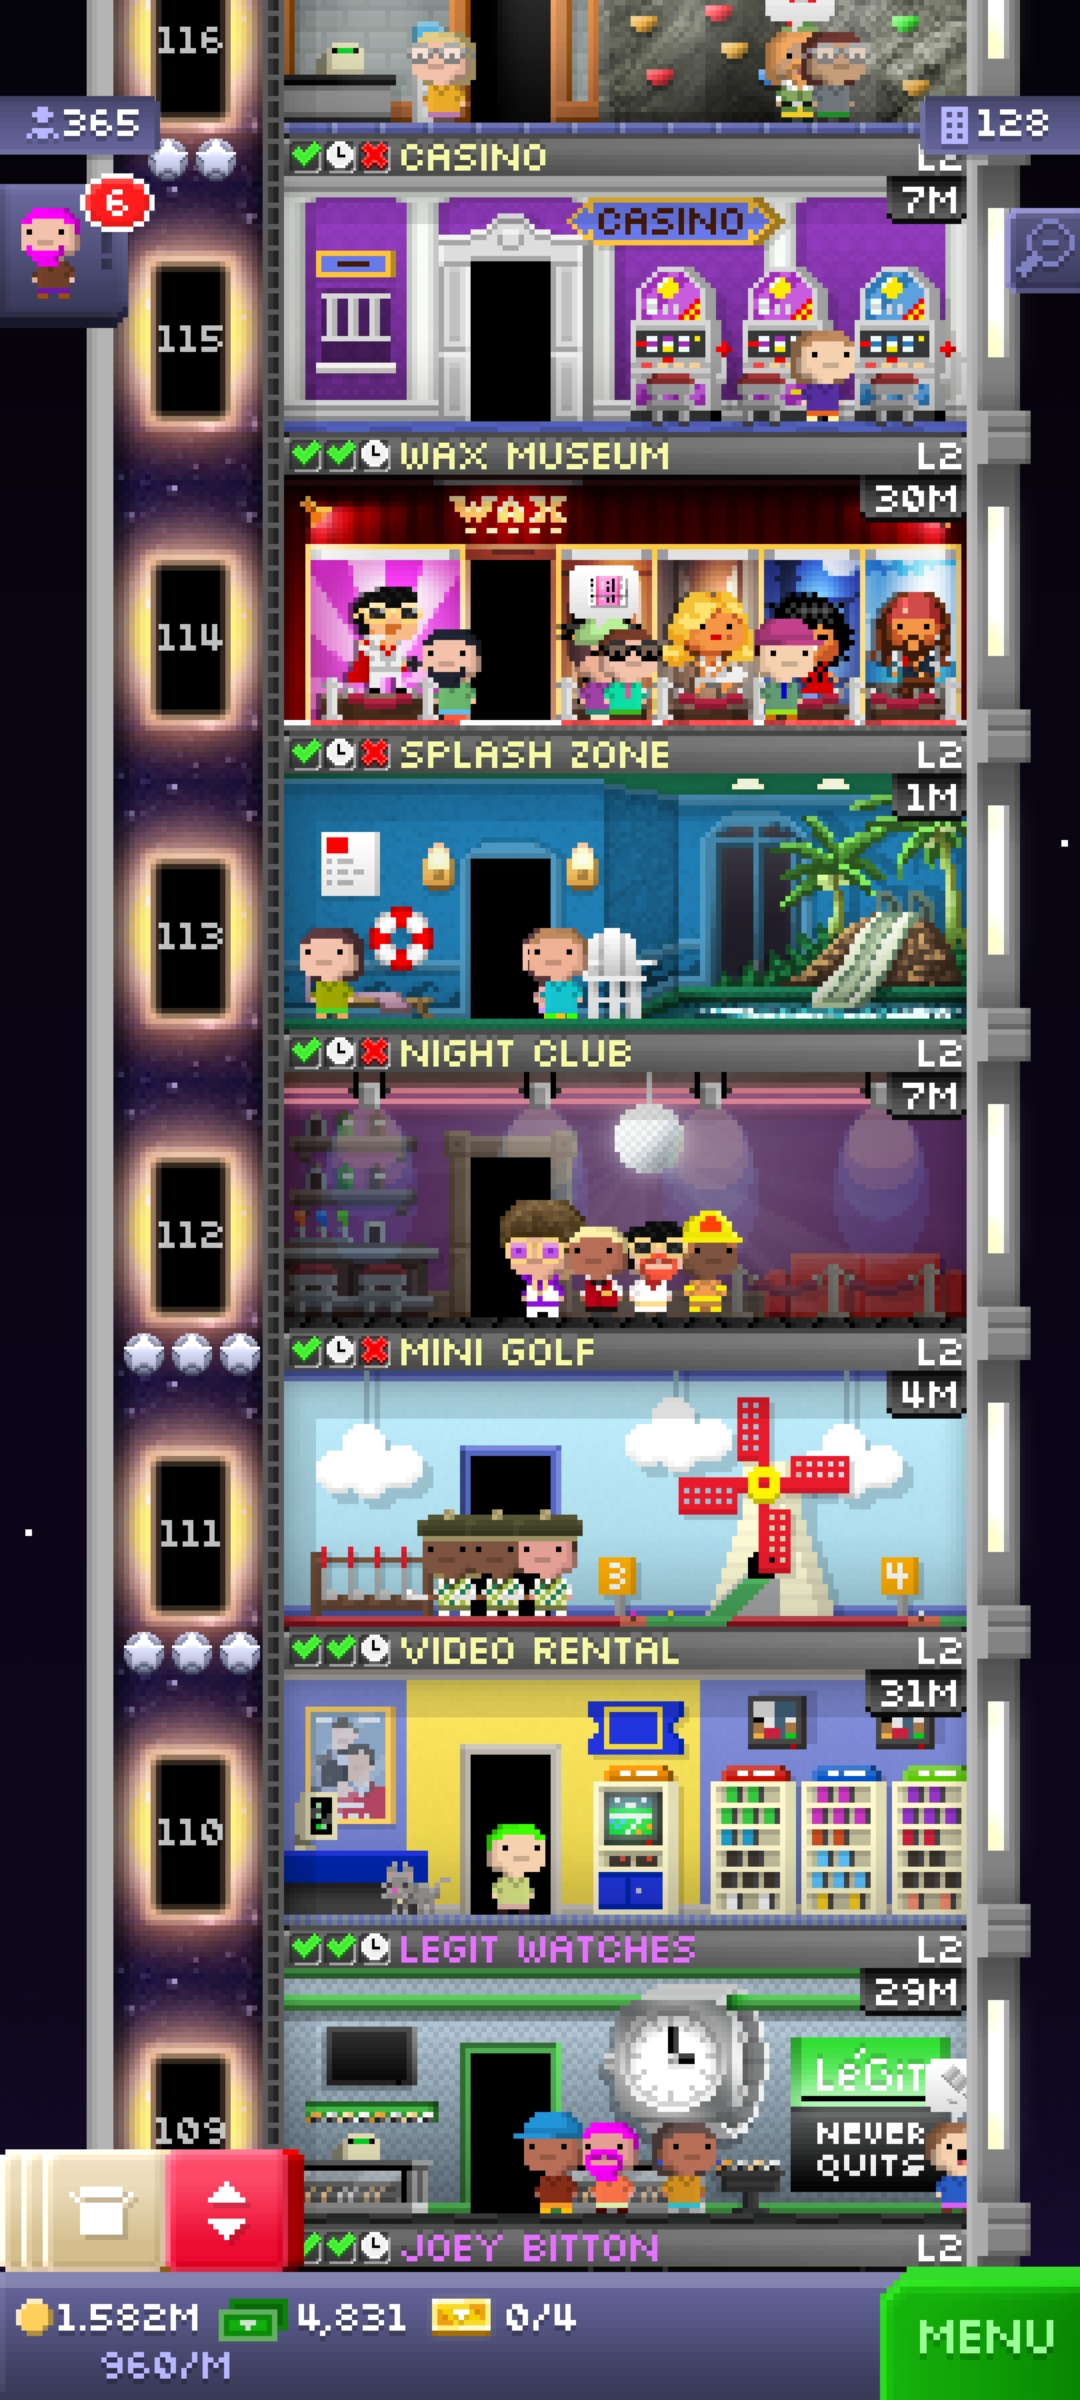 116
365
128
CASINO
L2
7M
6
CASINO
115
WAX MUSEUM
L2
30M
WAX
114
SPLASH ZONE
L2
1M
113
NIGHT CLUB
L2
7M
112
MINI GOLF
L2
4M
111
3
4
VIDEO RENTAL
L2
31M
110
LEGIT WATCHES
L2
29M
LéGiT
NEVER
QUITS
109
JOEY BITTON
L2
1.582M
4,831
0/4
MENU
960/M